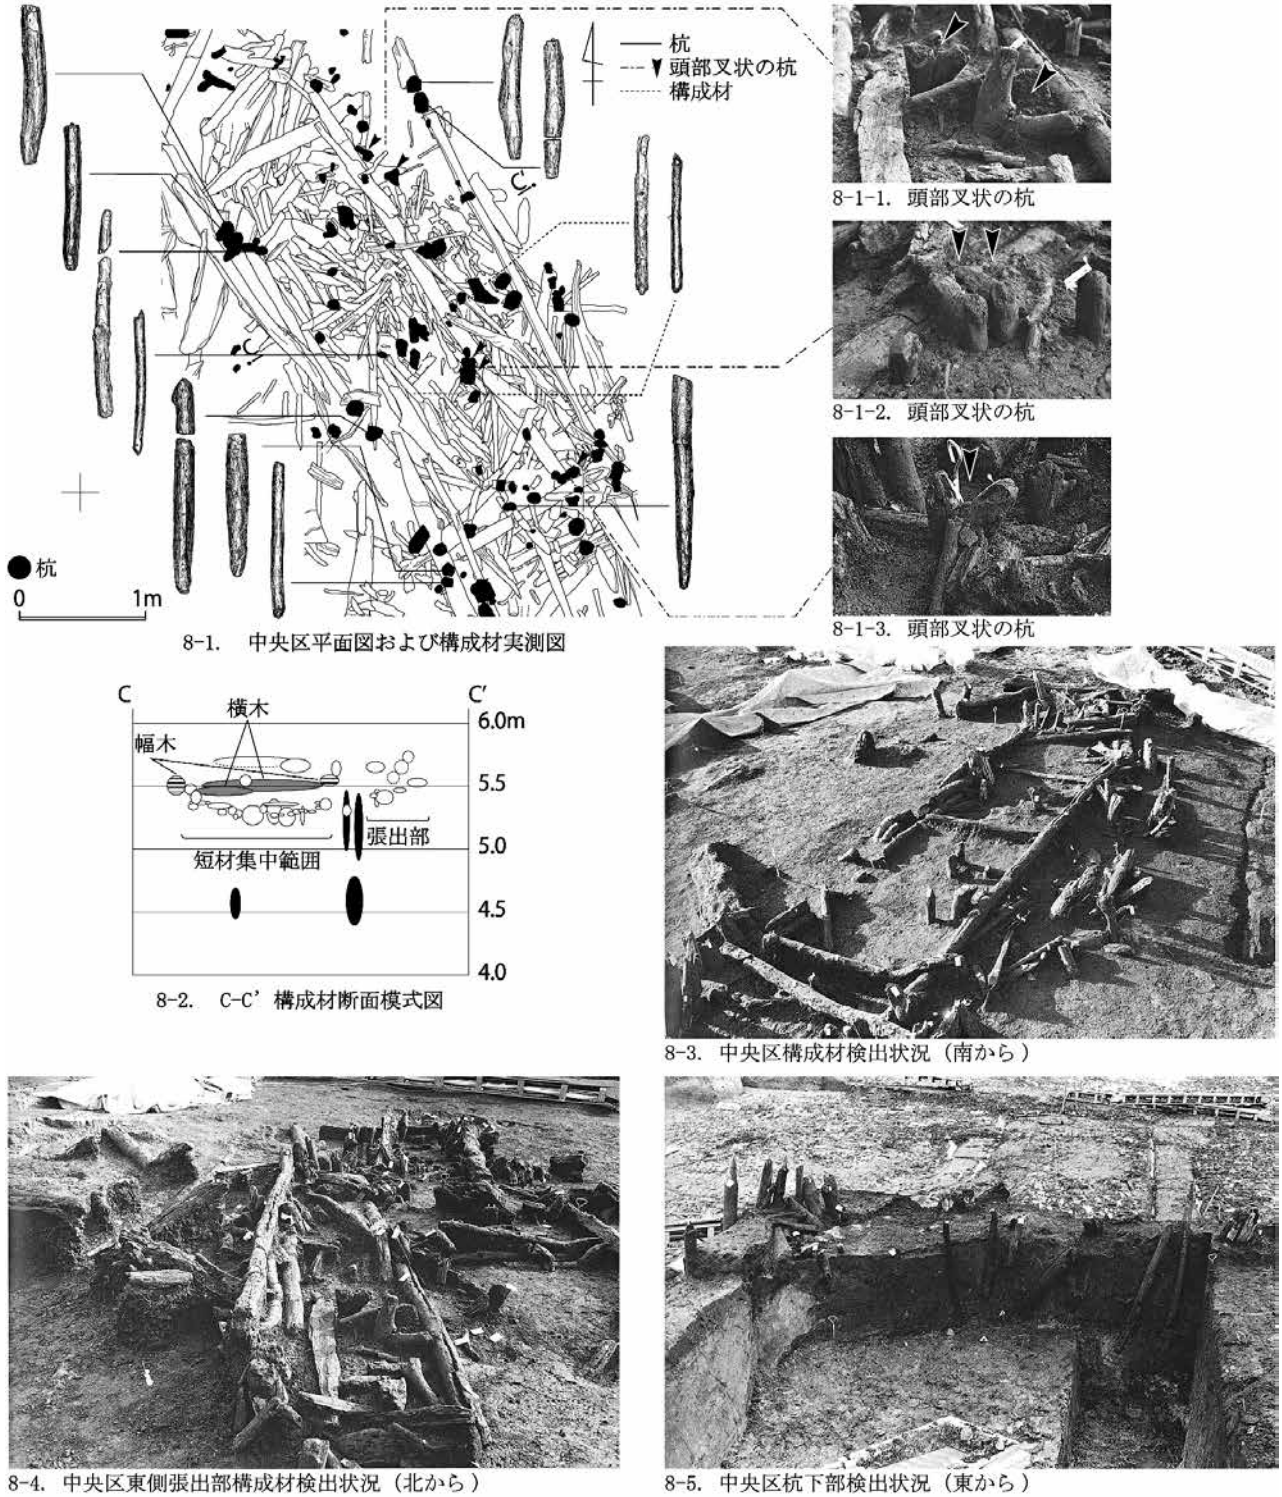 杭
頭部叉状の杭
構成材
C
C'
杭
0 1m
8-1. 中央区平面図および構成材実測図
8-1-1. 頭部叉状の杭
8-1-2. 頭部叉状の杭
8-1-3. 頭部叉状の杭
C C′
横木
幅木
6.0m
5.5
5.0
4.5
4.0
張出部
短材集中範囲
8-2. C-C’構成材断面模式図
8-3. 中央区構成材検出状況（南から）
8-4. 中央区東側張出部構成材検出状況（北から）
8-5. 中央区杭下部検出状況（東から）